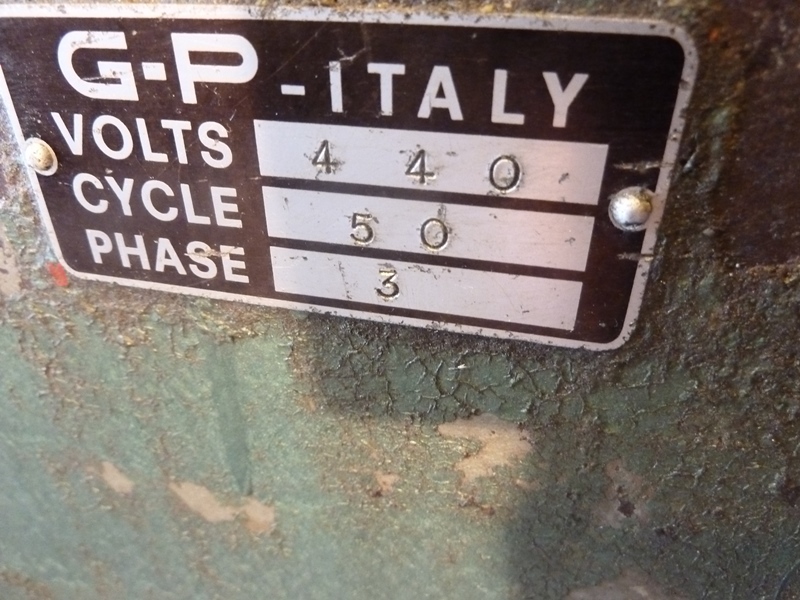 G-P - ITALY
VOLTS 440
CYCLE 50
PHASE 3